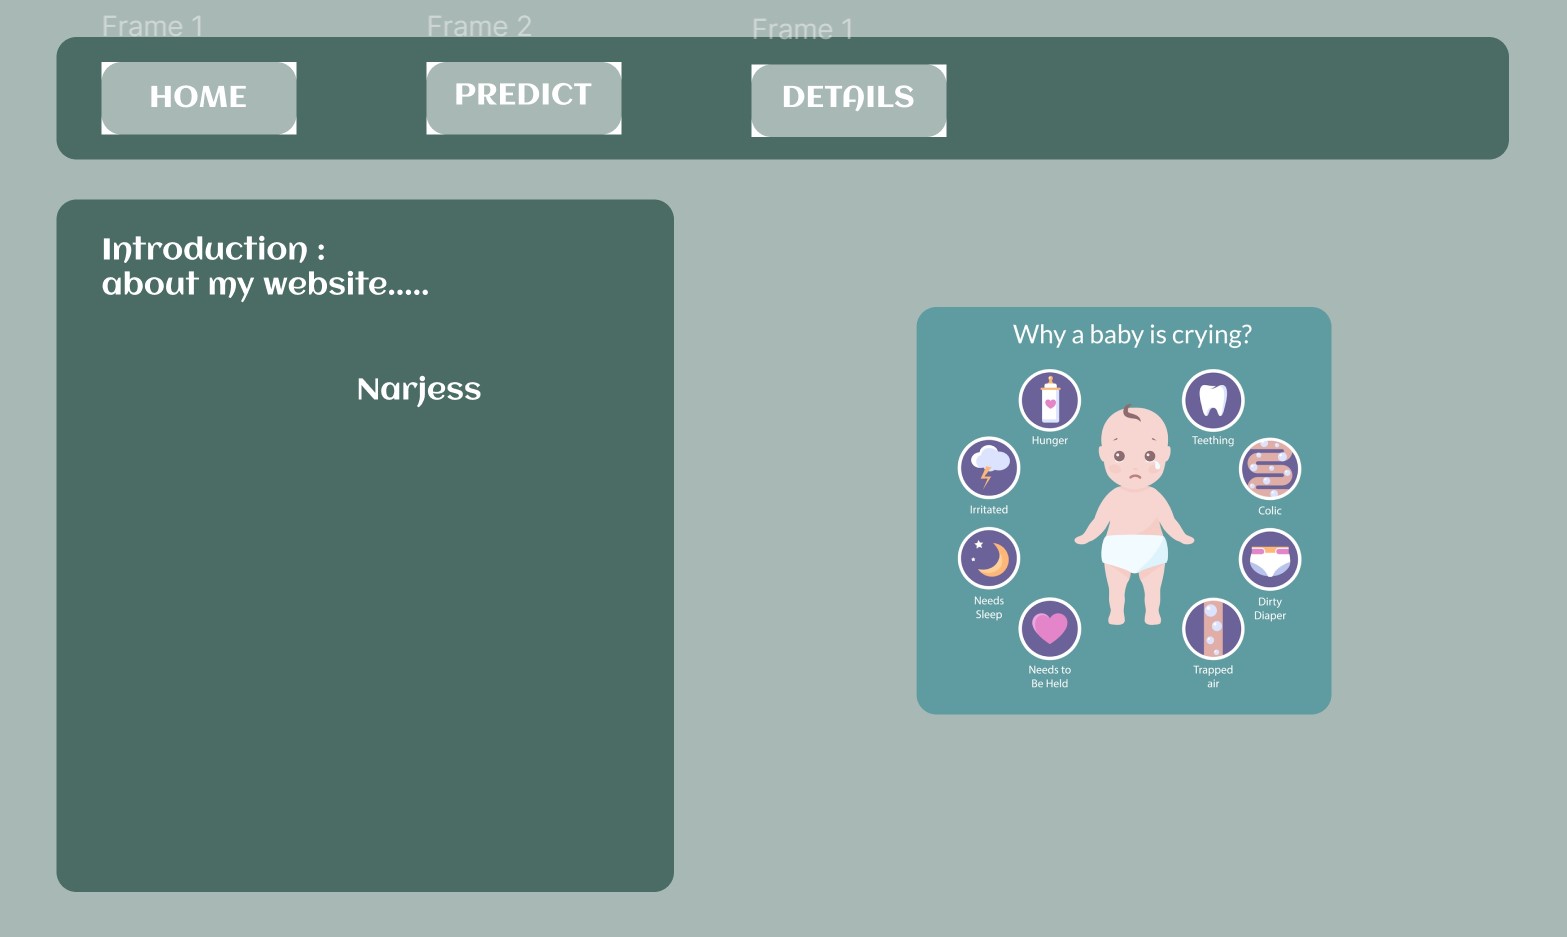 Frame 1
Frame 2
Frame 1
HOME
PREDICT
DETAILS
Introduction :
about my website.....
Narjess
Why a baby is crying?
Hunger
Teething
Irritated
Colic
Needs
Sleep
Dirty
Diaper
Needs to
Be Held
Trapped
air